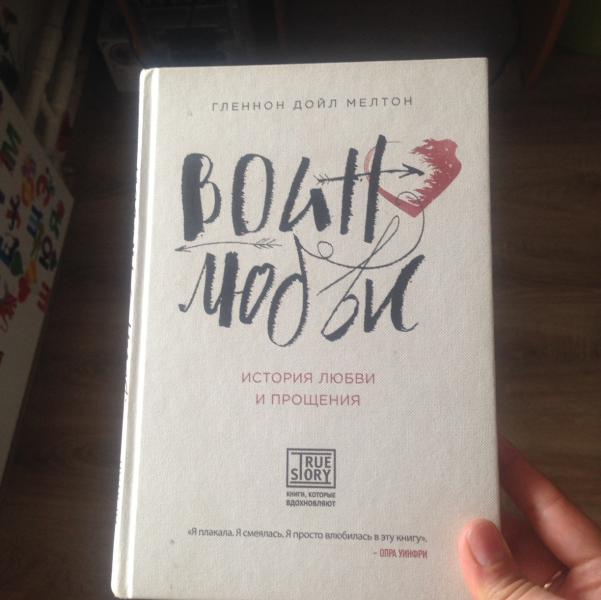 ГЛЕННОН ДОЙЛ МЕЛТОН
ВОИН
ЛЮБВИ
ИСТОРИЯ ЛЮБВИ
И ПРОЩЕНИЯ
TRUE
STORY
КНИГИ, КОТОРЫЕ
ВДОХНОВЛЯЮТ
«Я плакала. Я смеялась. Я просто влюбилась в эту книгу».
– ОПРА УИНФРИ